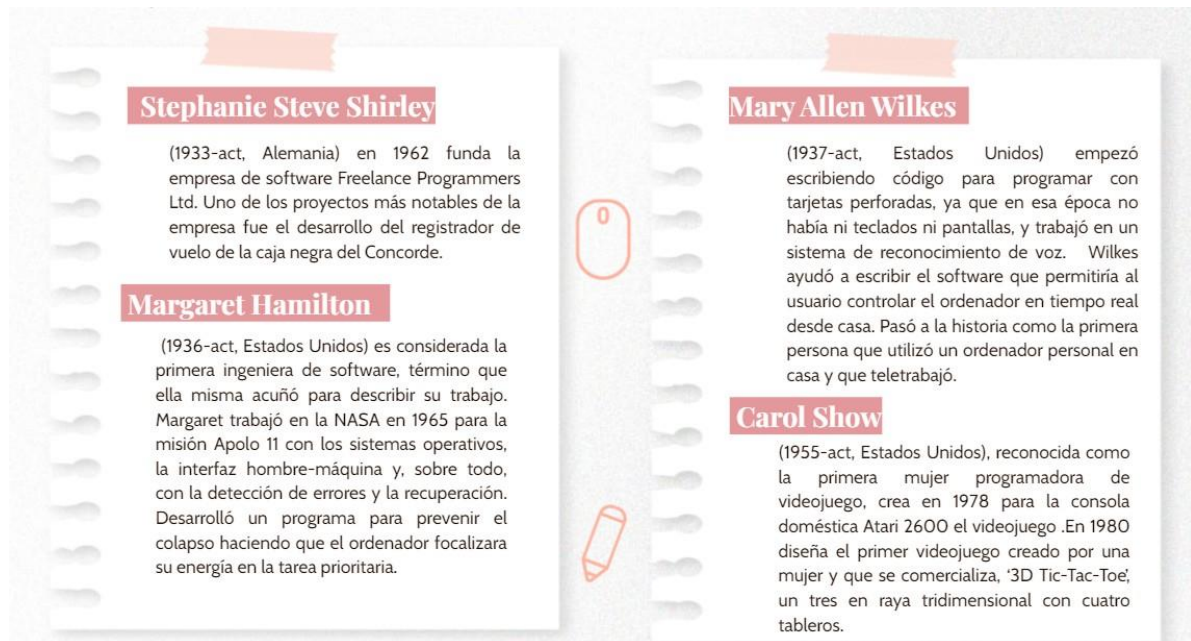 Stephanie Steve Shirley
(1933-act, Alemania) en 1962 funda la
empresa de software Freelance Programmers
Ltd. Uno de los proyectos más notables de la
empresa fue el desarrollo del registrador de
vuelo de la caja negra del Concorde.
Margaret Hamilton
(1936-act, Estados Unidos) es considerada la
primera ingeniera de software, término que
ella misma acuñó para describir su trabajo.
Margaret trabajó en la NASA en 1965 para la
misión Apolo 11 con los sistemas operativos,
la interfaz hombre-máquina y, sobre todo,
con la detección de errores y la recuperación.
Desarrolló un programa para prevenir el
colapso haciendo que el ordenador focalizara
su energía en la tarea prioritaria.
Mary Allen Wilkes
(1937-act, Estados Unidos) empezó
escribiendo código para programar con
tarjetas perforadas, ya que en esa época no
había ni teclados ni pantallas, y trabajó en un
sistema de reconocimiento de voz. Wilkes
ayudó a escribir el software que permitiría al
usuario controlar el ordenador en tiempo real
desde casa. Pasó a la historia como la primera
persona que utilizó un ordenador personal en
casa y que teletrabajó.
Carol Show
(1955-act, Estados Unidos), reconocida como
la primera mujer programadora de
videojuego, crea en 1978 para la consola
doméstica Atari 2600 el videojuego .En 1980
diseña el primer videojuego creado por una
mujer y que se comercializa, ‘3D Tic-Tac-Toe’,
un tres en raya tridimensional con cuatro
tableros.